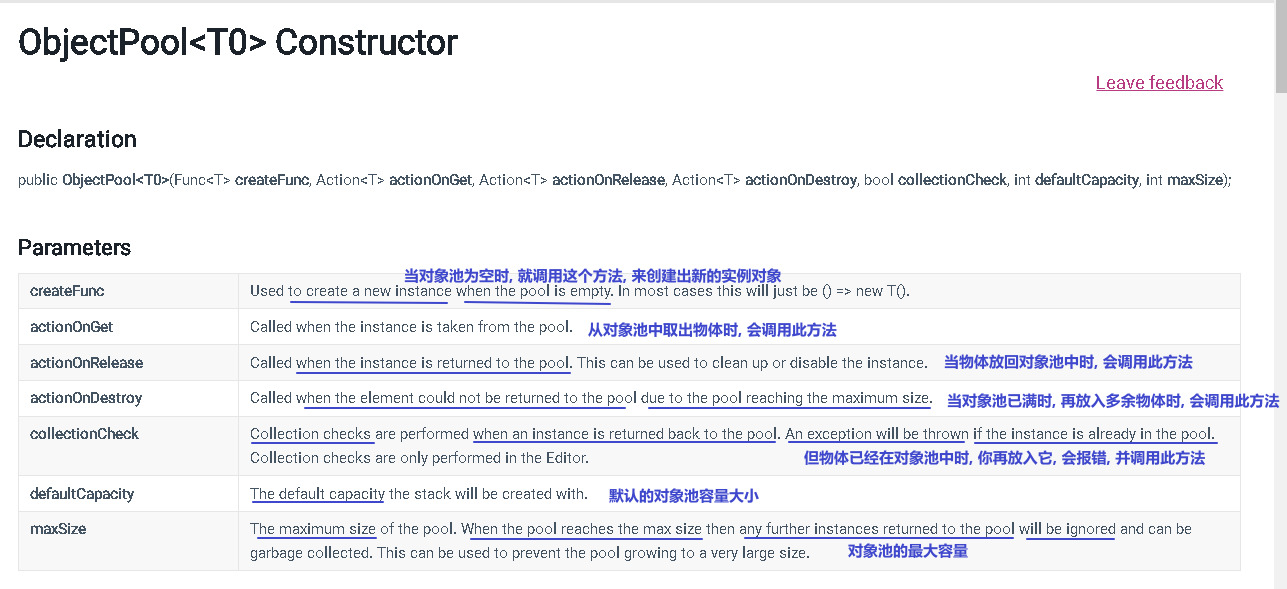 ObjectPool<T0> Constructor
Leave feedback
Declaration
public ObjectPool<T0>(Func<T> createFunc, Action<T> actionOnGet, Action<T> actionOnRelease, Action<T> actionOnDestroy, bool collectionCheck, int defaultCapacity, int maxSize);
Parameters
当对象池为空时, 就调用这个方法, 来创建出新的实例对象
createFunc Used to create a new instance when the pool is empty. In most cases this will just be () => new T().
actionOnGet Called when the instance is taken from the pool. 从对象池中取出物体时, 会调用此方法
actionOnRelease Called when the instance is returned to the pool. This can be used to clean up or disable the instance. 当物体放回对象池中时, 会调用此方法
actionOnDestroy Called when the element could not be returned to the pool due to the pool reaching the maximum size. 当对象池已满时, 再放入多余物体时, 会调用此方法
collectionCheck Collection checks are performed when an instance is returned back to the pool. An exception will be thrown if the instance is already in the pool.
Collection checks are only performed in the Editor. 但物体已经在对象池中时, 你再放入它, 会报错, 并调用此方法
defaultCapacity The default capacity the stack will be created with. 默认的对象池容量大小
maxSize The maximum size of the pool. When the pool reaches the max size then any further instances returned to the pool will be ignored and can be
garbage collected. This can be used to prevent the pool growing to a very large size. 对象池的最大容量